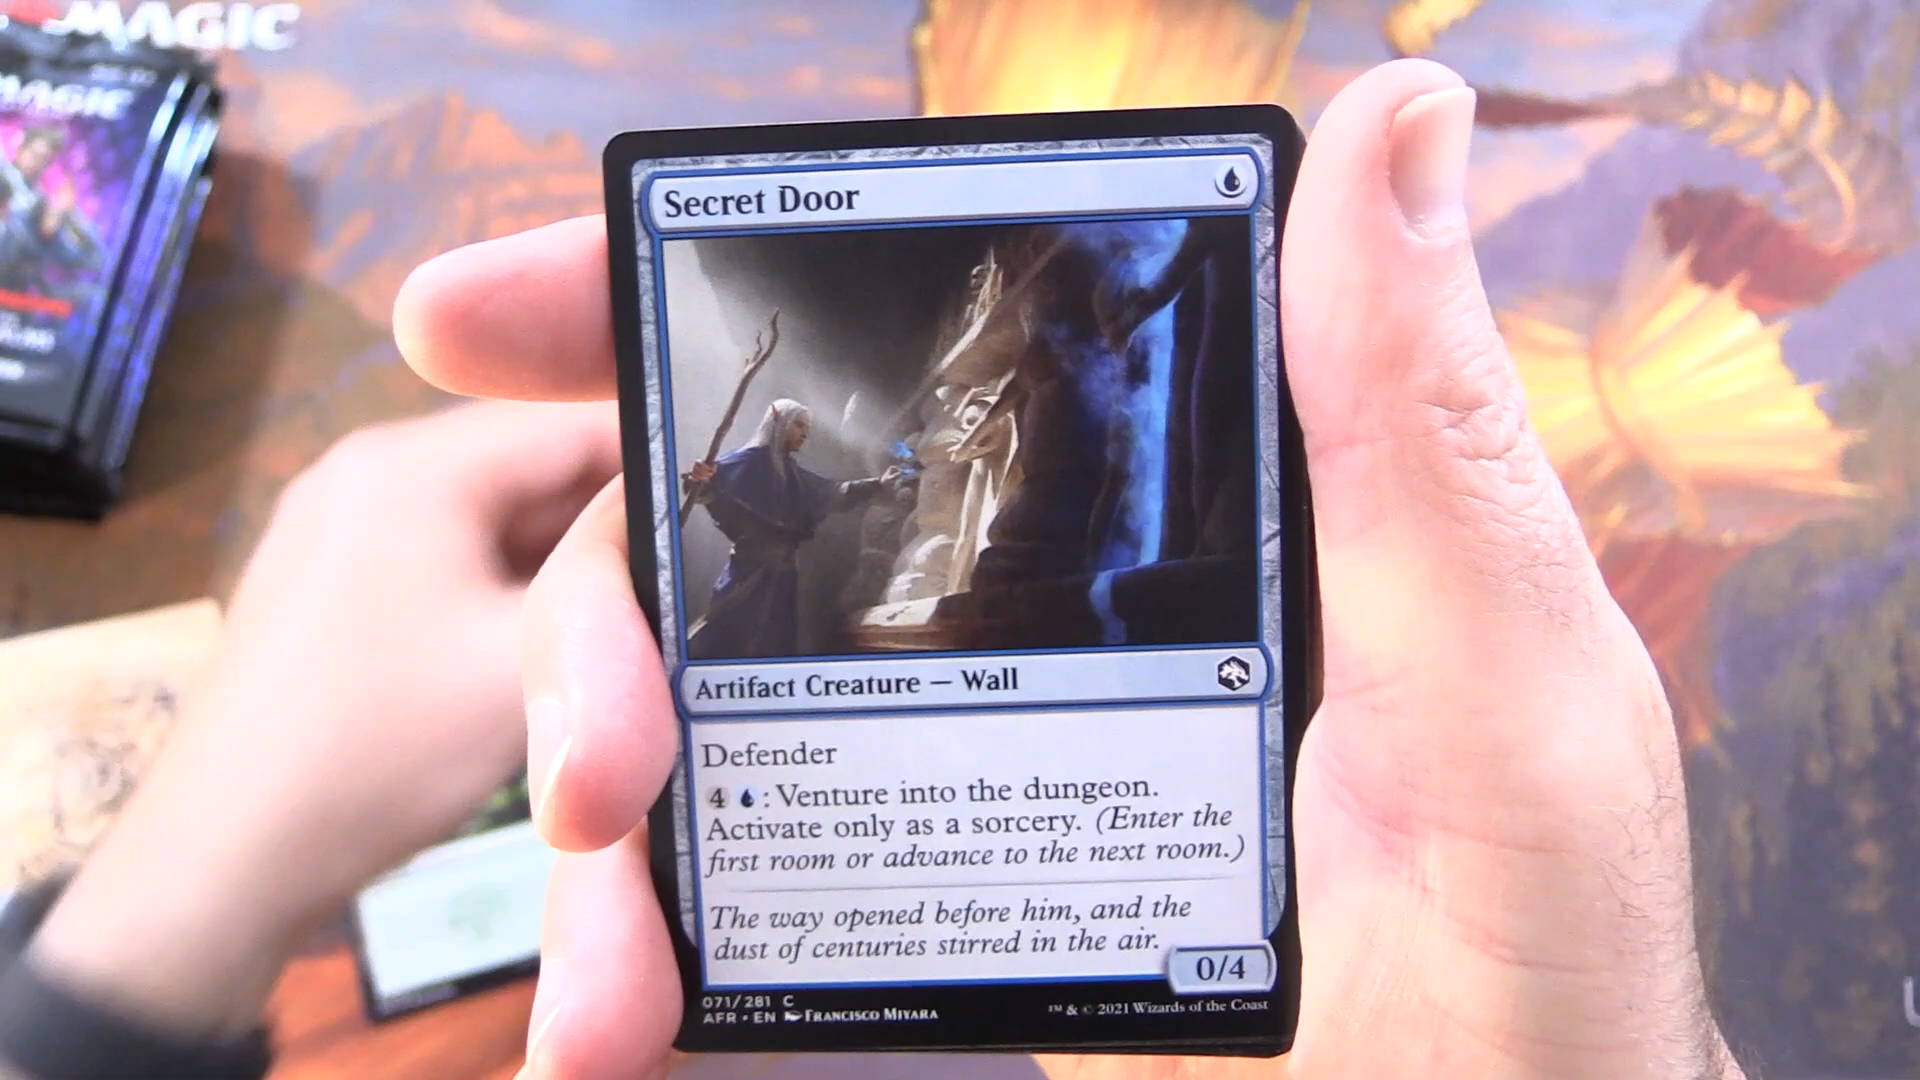 MAGIC
MAGIC
Secret Door
Artifact Creature — Wall
Defender
4 : Venture into the dungeon.
Activate only as a sorcery. (Enter the
first room or advance to the next room.)
The way opened before him, and the
dust of centuries stirred in the air.
0/4
071/281 C
AFR • EN FRANCISCO MIYARA
™ & © 2021 Wizards of the Coast